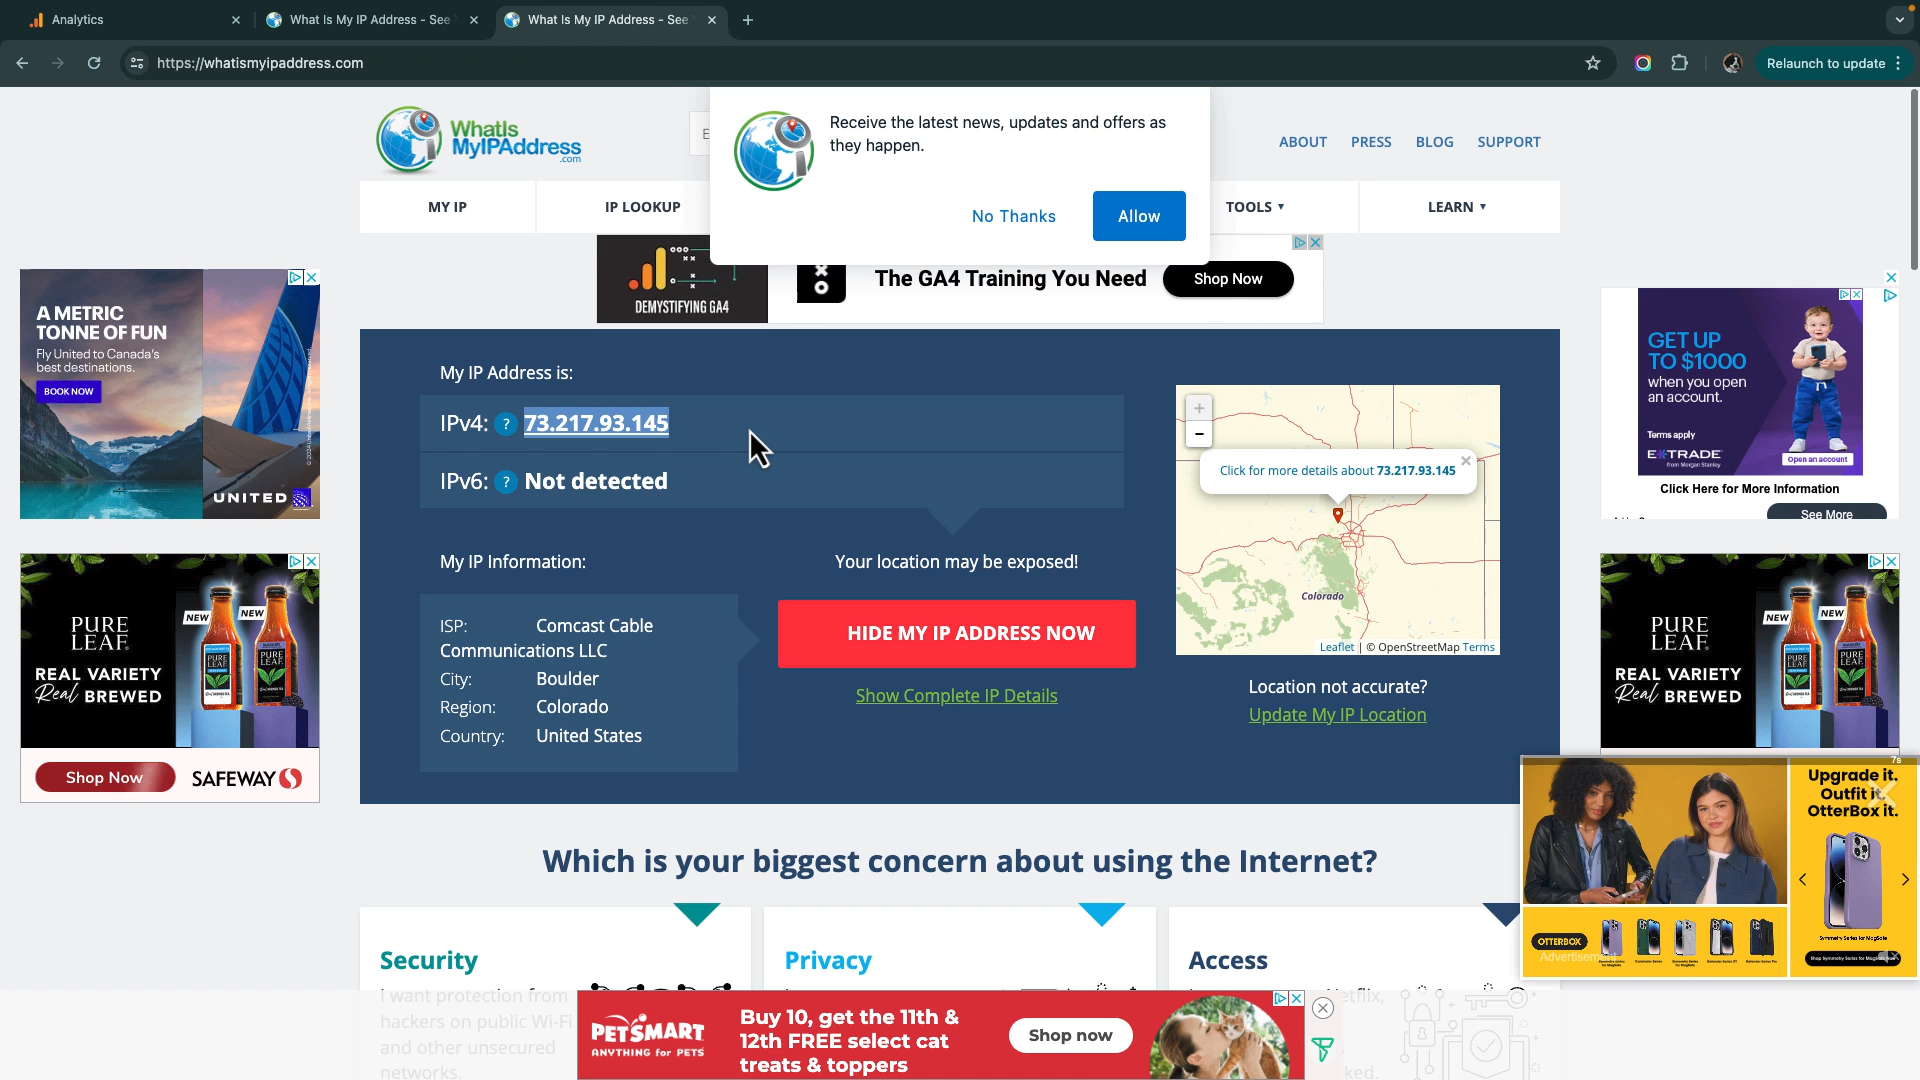 Analytics
What Is My IP Address - See
What Is My IP Address - See
https://whatismyipaddress.com
Relaunch to update
WhatIs
MyIPAddress
.com
Receive the latest news, updates and offers as
they happen.
No Thanks
Allow
ABOUT
PRESS
BLOG
SUPPORT
MY IP
IP LOOKUP
TOOLS
LEARN
DEMYSTIFYING GA4
The GA4 Training You Need
Shop Now
A METRIC
TONNE OF FUN
Fly United to Canada's
best destinations.
BOOK NOW
UNITED
GET UP
TO $1000
when you open
an account.
Terms apply
E*TRADE
from Morgan Stanley
Open an account
Click Here for More Information
See More
My IP Address is:
IPv4: ? 73.217.93.145
IPv6: ? Not detected
My IP Information:
ISP: Comcast Cable
Communications LLC
City: Boulder
Region: Colorado
Country: United States
Your location may be exposed!
HIDE MY IP ADDRESS NOW
Show Complete IP Details
+
-
Click for more details about 73.217.93.145
Colorado
Leaflet | © OpenStreetMap Terms
Location not accurate?
Update My IP Location
PURE
LEAF
REAL VARIETY
Real BREWED
NEW
NEW
PURE LEAF
PURE LEAF
Shop Now
SAFEWAY
PURE
LEAF
REAL VARIETY
Real BREWED
NEW
NEW
PURE LEAF
PURE LEAF
7s
Upgrade it.
Outfit it.
OtterBox it.
OTTERBOX
Advertisement
Symmetry Series for MagSafe
Which is your biggest concern about using the Internet?
Security
I want protection from
hackers on public Wi-Fi
and other unsecured
networks.
Privacy
Access
Netflix,
ked.
PETSMART
ANYTHING for PETS
Buy 10, get the 11th &
12th FREE select cat
treats & toppers
Shop now